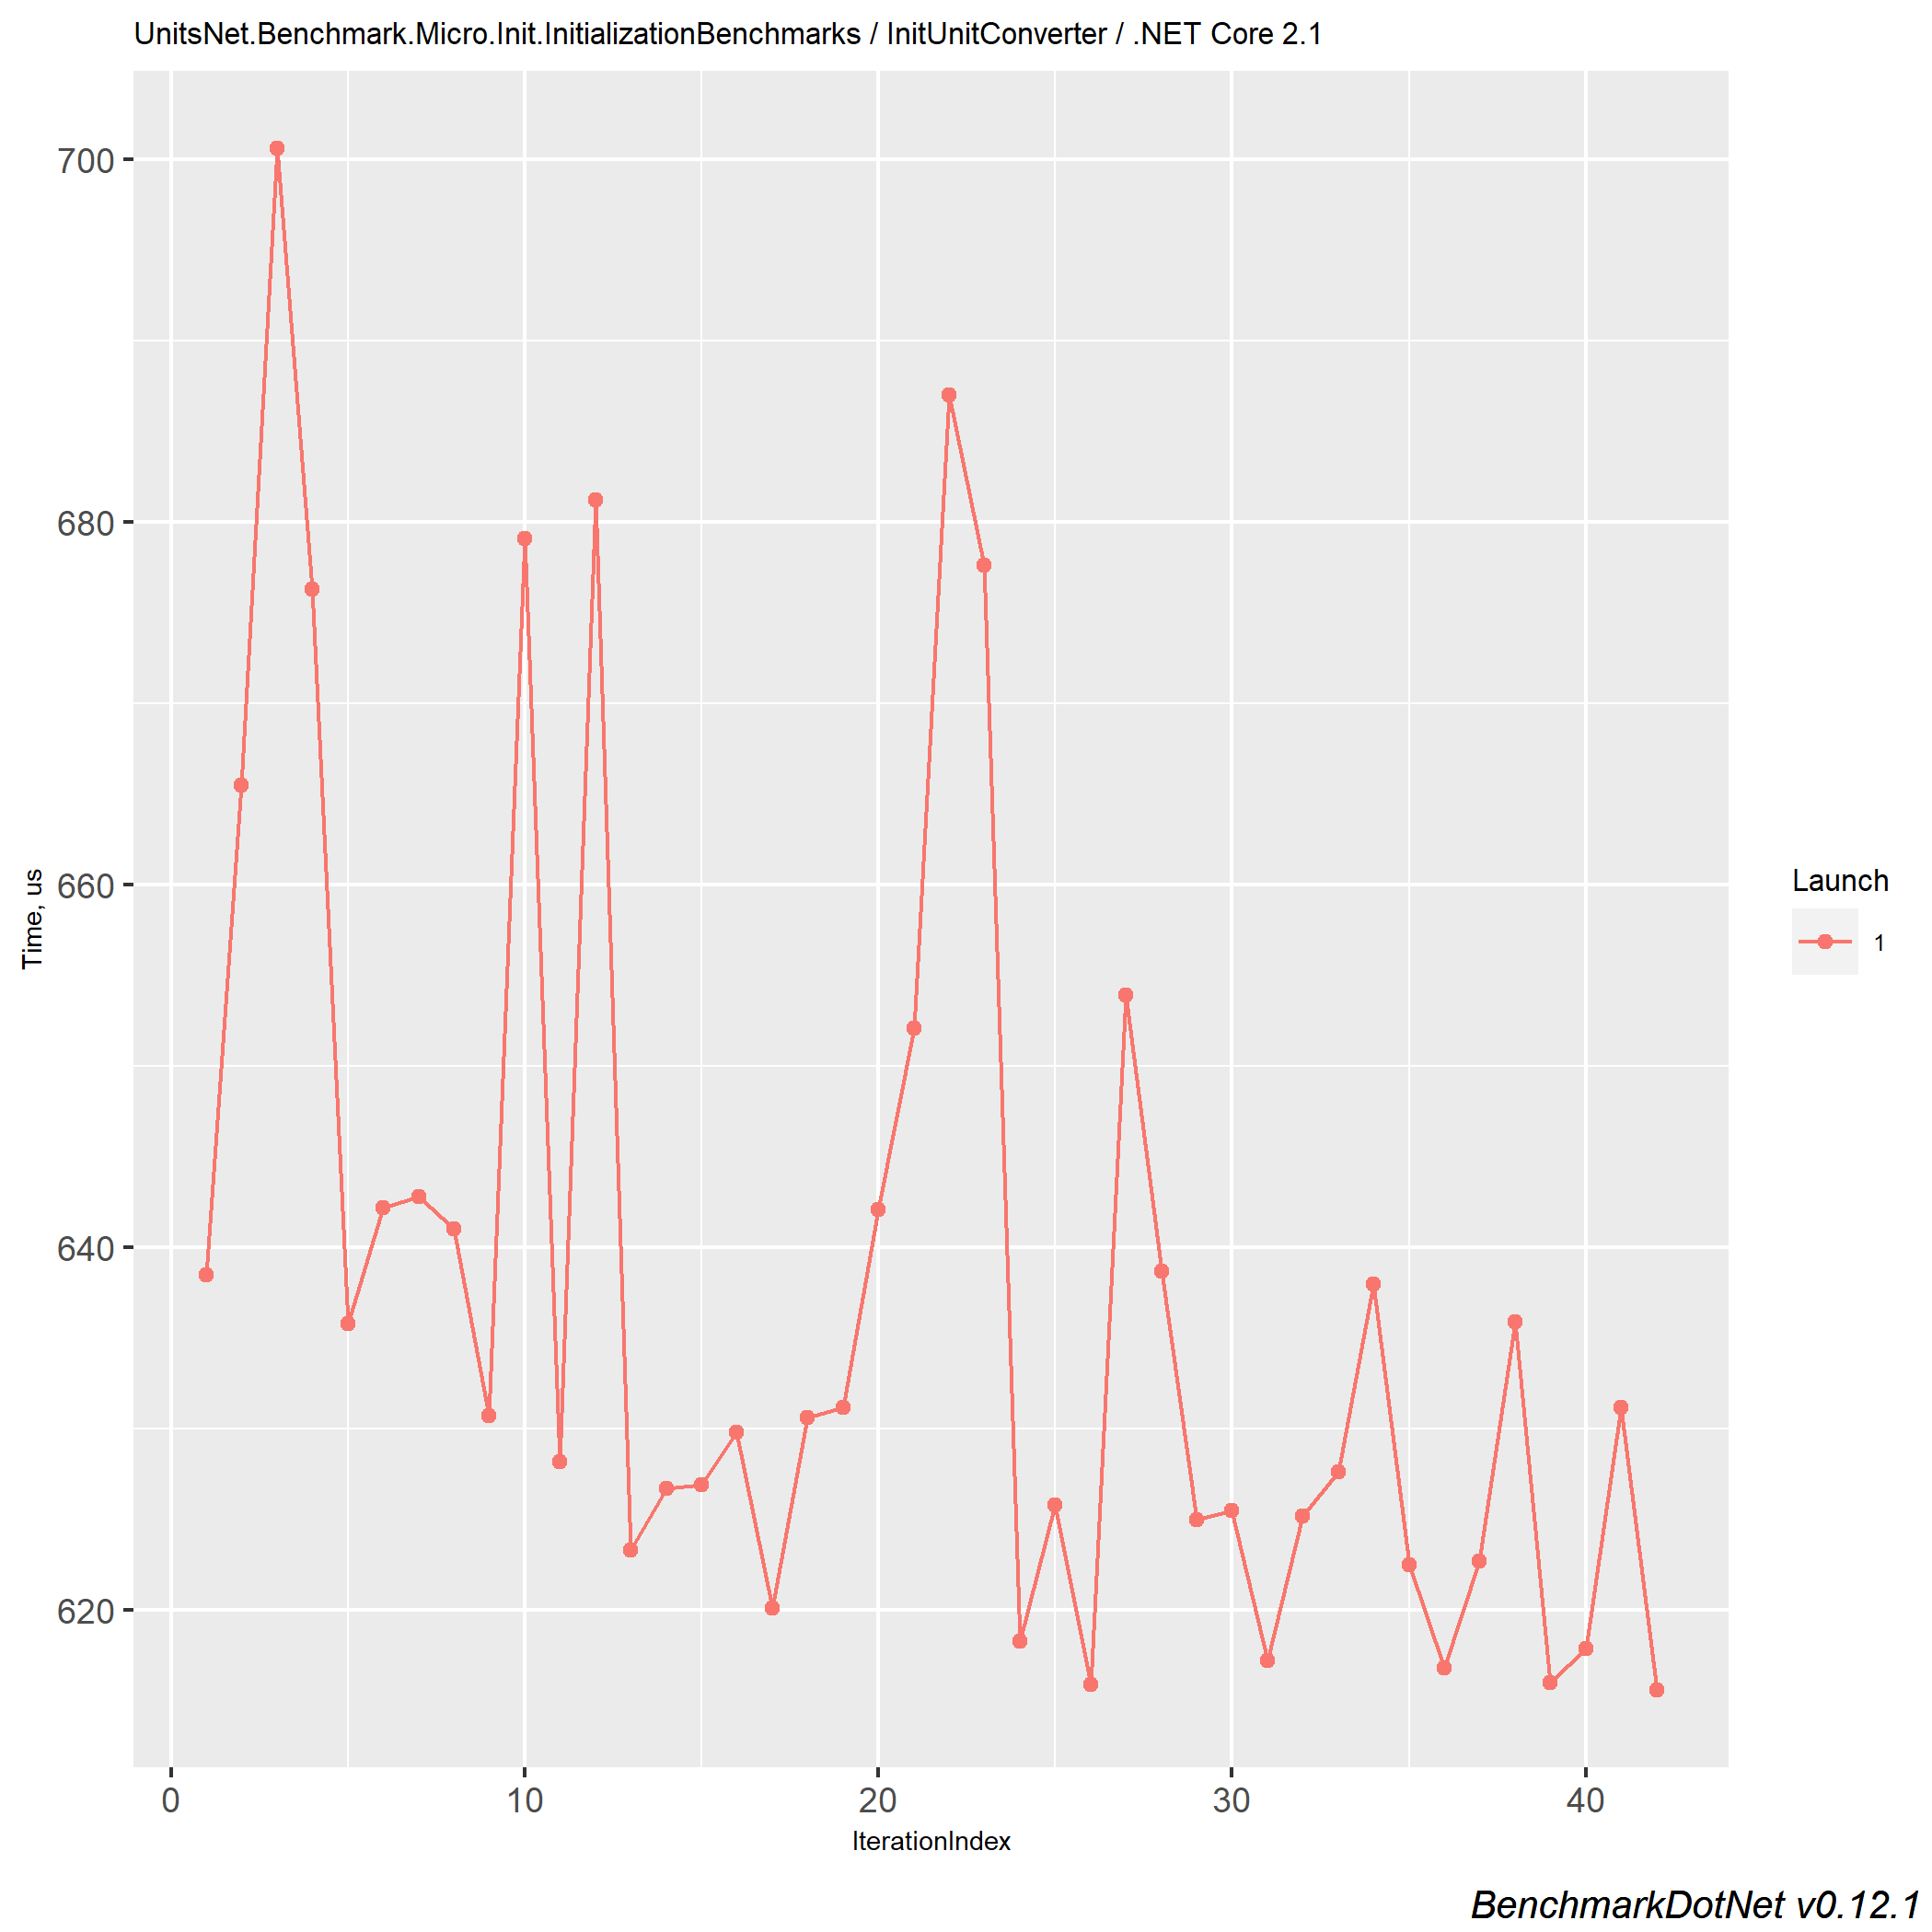 UnitsNet.Benchmark.Micro.Init.InitializationBenchmarks / InitUnitConverter / .NET Core 2.1
700
680
660
640
620
Time, us
0 10 20 30 40
IterationIndex
Launch
1
BenchmarkDotNet v0.12.1